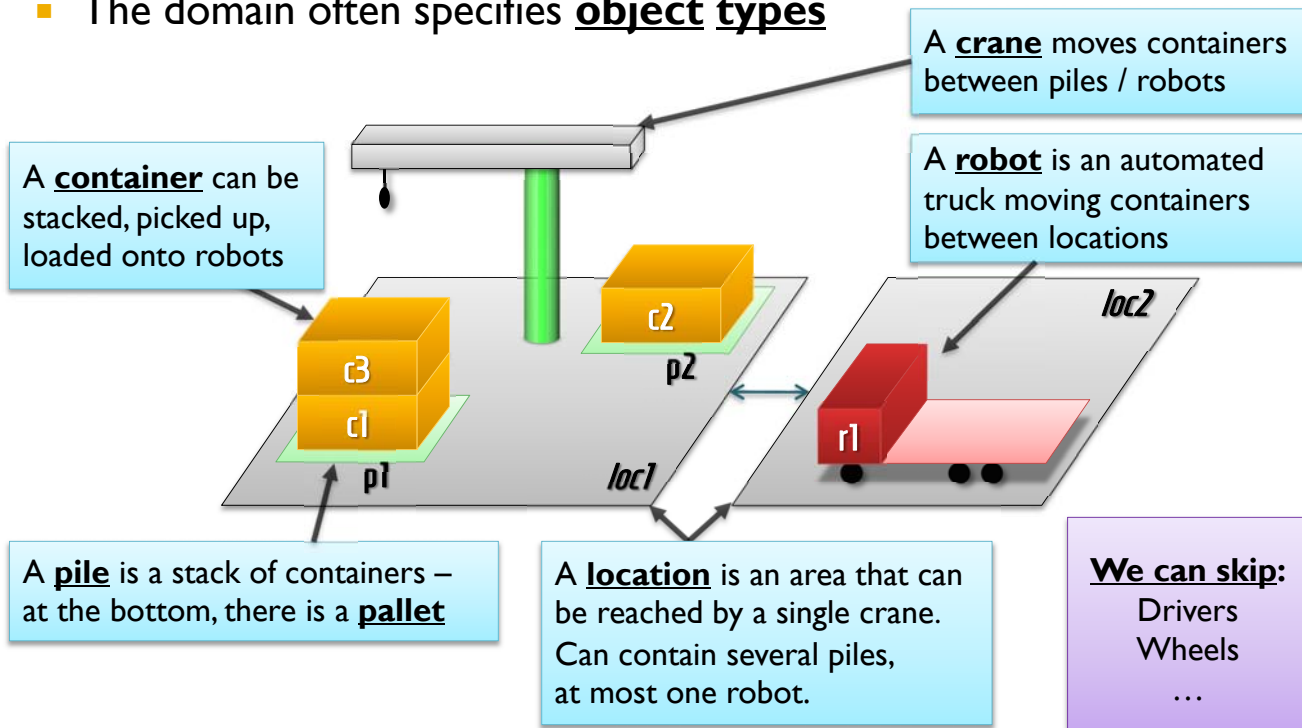 The domain often specifies object types
A crane moves containers
between piles / robots
A container can be
stacked, picked up,
loaded onto robots
A robot is an automated
truck moving containers
between locations
c3
c1
p1
c2
p2
loc1
loc2
r1
A pile is a stack of containers –
at the bottom, there is a pallet
A location is an area that can
be reached by a single crane.
Can contain several piles,
at most one robot.
We can skip:
Drivers
Wheels
…